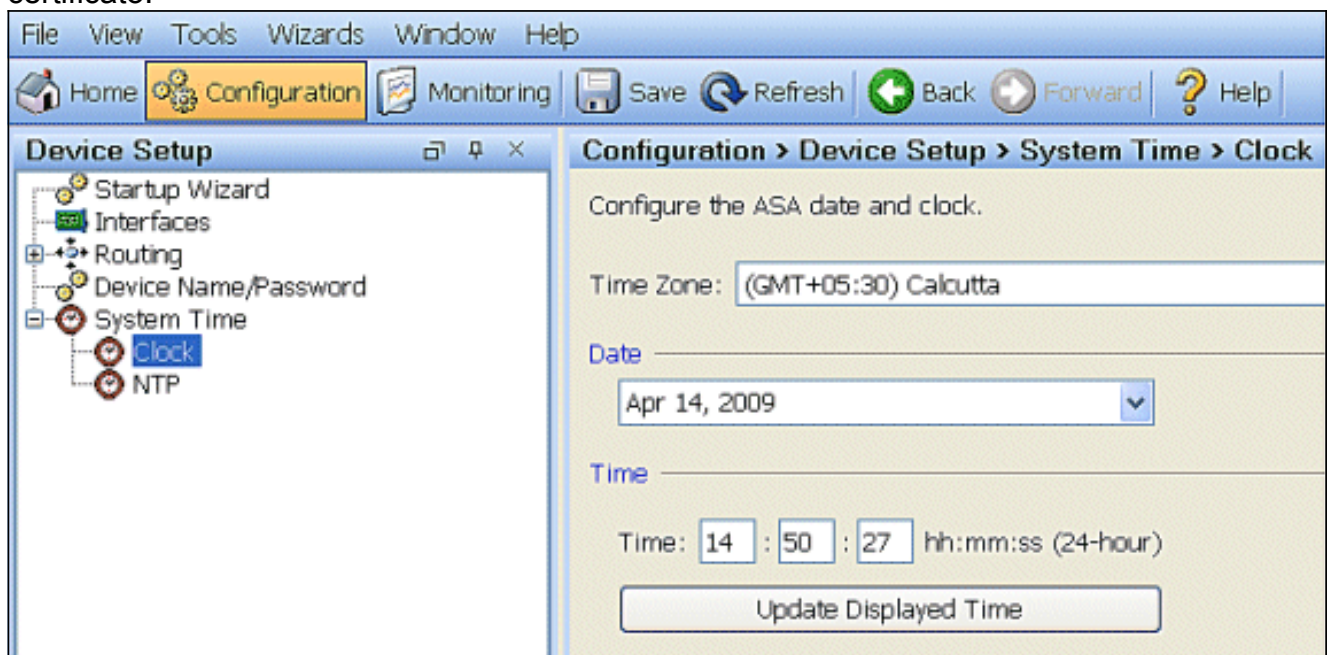 certificate.
File View Tools Wizards Window Help
Home Configuration Monitoring Save Refresh Back Forward Help
Device Setup
Startup Wizard
Interfaces
Routing
Device Name/Password
System Time
Clock
NTP
Configuration > Device Setup > System Time > Clock
Configure the ASA date and clock.
Time Zone: (GMT+05:30) Calcutta
Date
Apr 14, 2009
Time
Time: 14 : 50 : 27 hh:mm:ss (24-hour)
Update Displayed Time